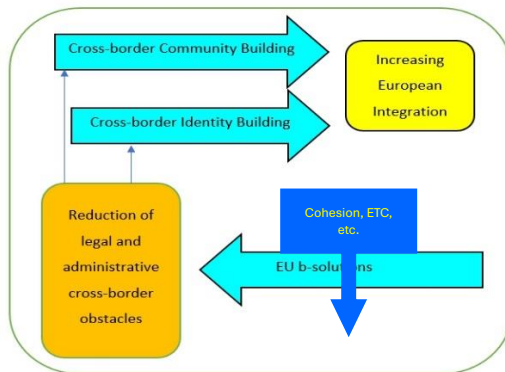 Cross-border Community Building
Increasing
European
Integration
Cross-border Identity Building
Reduction of
legal and
administrative
cross-border
obstacles
Cohesion, ETC,
etc.
EU b-solutions